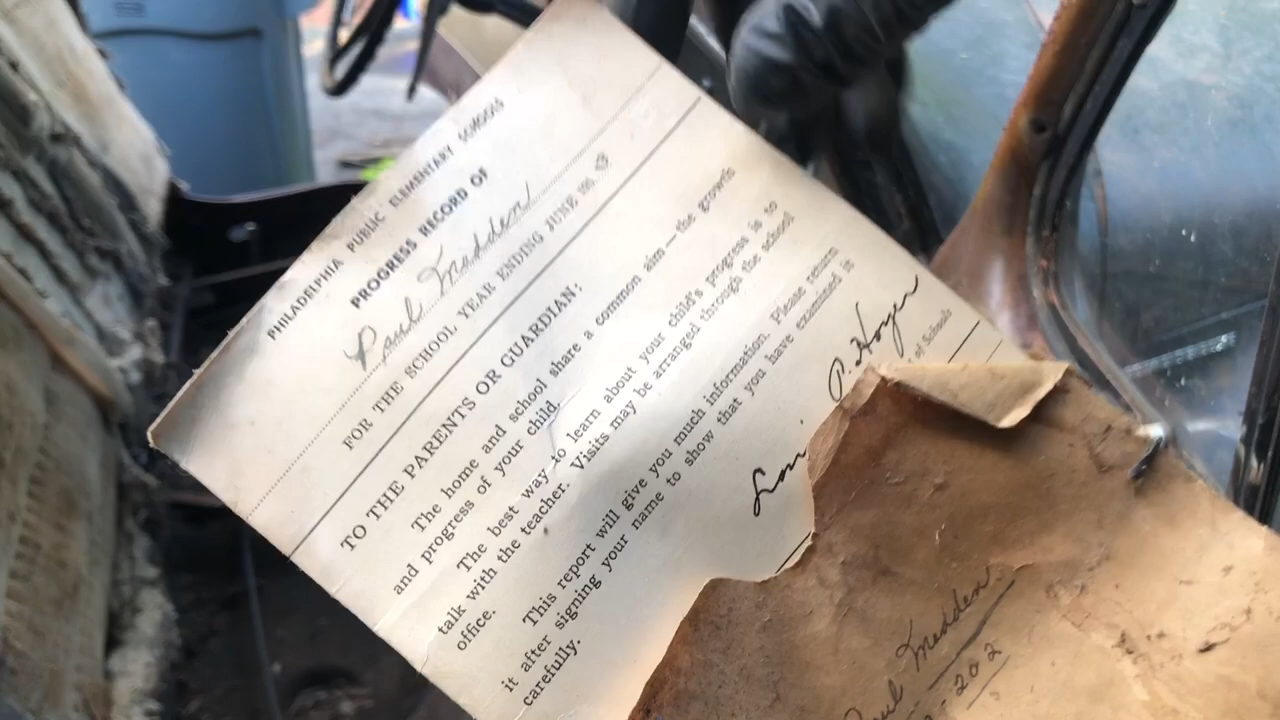 PHILADELPHIA PUBLIC ELEMENTARY SCHOOLS
PROGRESS RECORD OF
Paul Madden
FOR THE SCHOOL YEAR ENDING JUNE 19
TO THE PARENTS OR GUARDIAN:
The home and school share a common aim — the growth
and progress of your child.
The best way to learn about your child's progress is to
talk with the teacher. Visits may be arranged through the school
office.
This report will give you much information. Please return
it after signing your name to show that you have examined it
carefully.
P. Hoyer
of Schools
Paul Madden
202